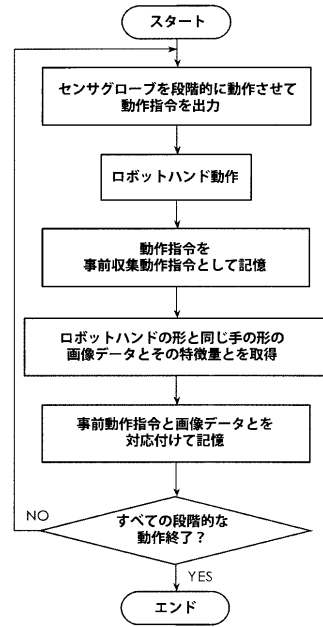 スタート
センサグローブを段階的に動作させて
動作指令を出力
ロボットハンド動作
動作指令を
事前収集動作指令として記憶
ロボットハンドの形と同じ手の形の
画像データとその特徴量とを取得
事前動作指令と画像データとを
対応付けて記憶
すべての段階的な
動作終了？
NO
YES
エンド